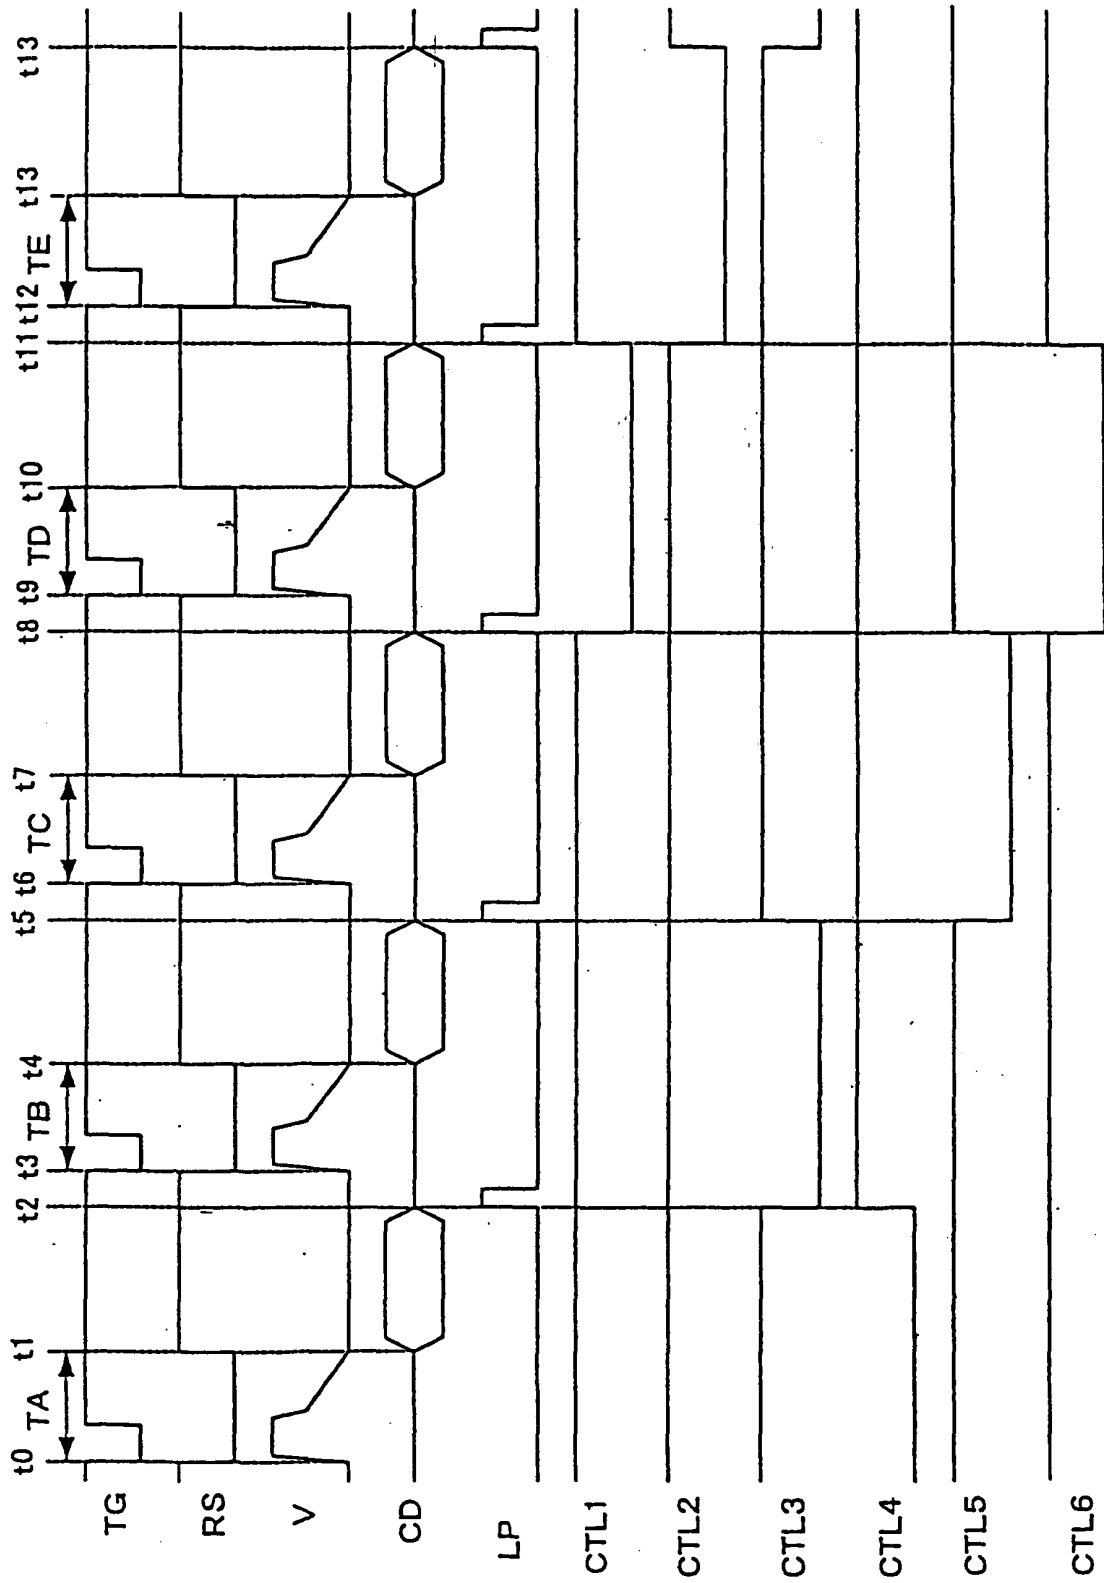 t0 TA t1 t2 t3 TB t4 t5 t6 TC t7 t8 t9 TD t10 t11 t12 TE t13 t13
TG
RS
V
CD
LP
CTL1
CTL2
CTL3
CTL4
CTL5
CTL6